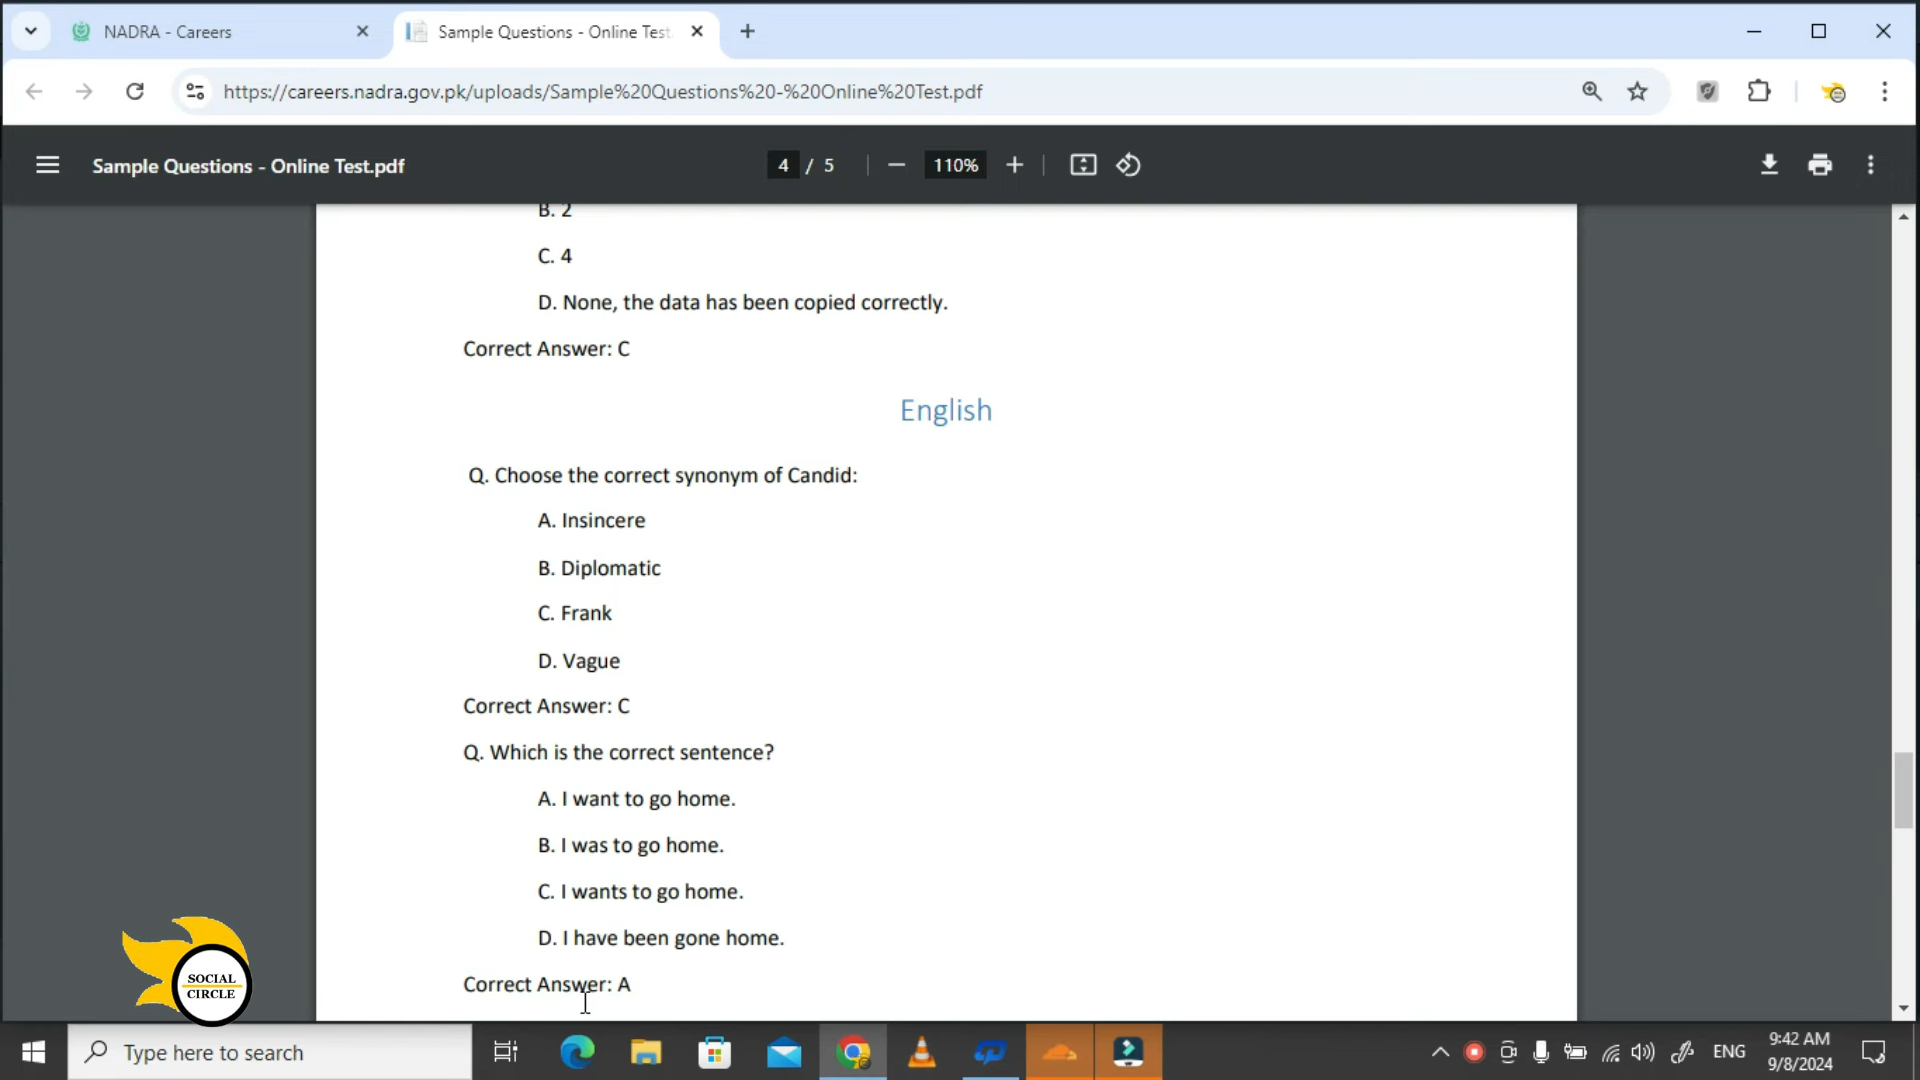 NADRA - Careers
Sample Questions - Online Test
https://careers.nadra.gov.pk/uploads/Sample%20Questions%20-%20Online%20Test.pdf
Sample Questions - Online Test.pdf
4 / 5
110%
B. 2
C. 4
D. None, the data has been copied correctly.
Correct Answer: C
English
Q. Choose the correct synonym of Candid:
A. Insincere
B. Diplomatic
C. Frank
D. Vague
Correct Answer: C
Q. Which is the correct sentence?
A. I want to go home.
B. I was to go home.
C. I wants to go home.
D. I have been gone home.
Correct Answer: A
SOCIAL
CIRCLE
Type here to search
ENG
9:42 AM
9/8/2024